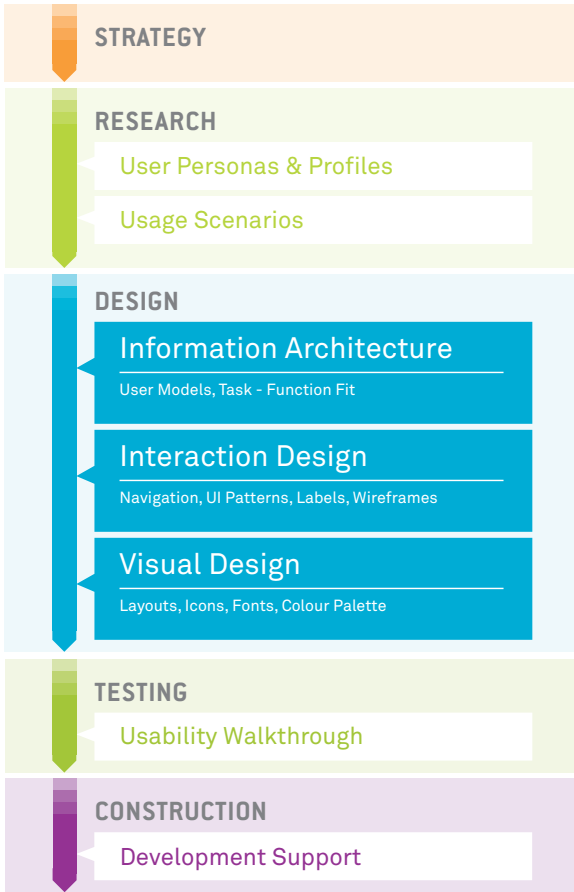 STRATEGY
RESEARCH
User Personas & Profiles
Usage Scenarios
DESIGN
Information Architecture
User Models, Task - Function Fit
Interaction Design
Navigation, UI Patterns, Labels, Wireframes
Visual Design
Layouts, Icons, Fonts, Colour Palette
TESTING
Usability Walkthrough
CONSTRUCTION
Development Support